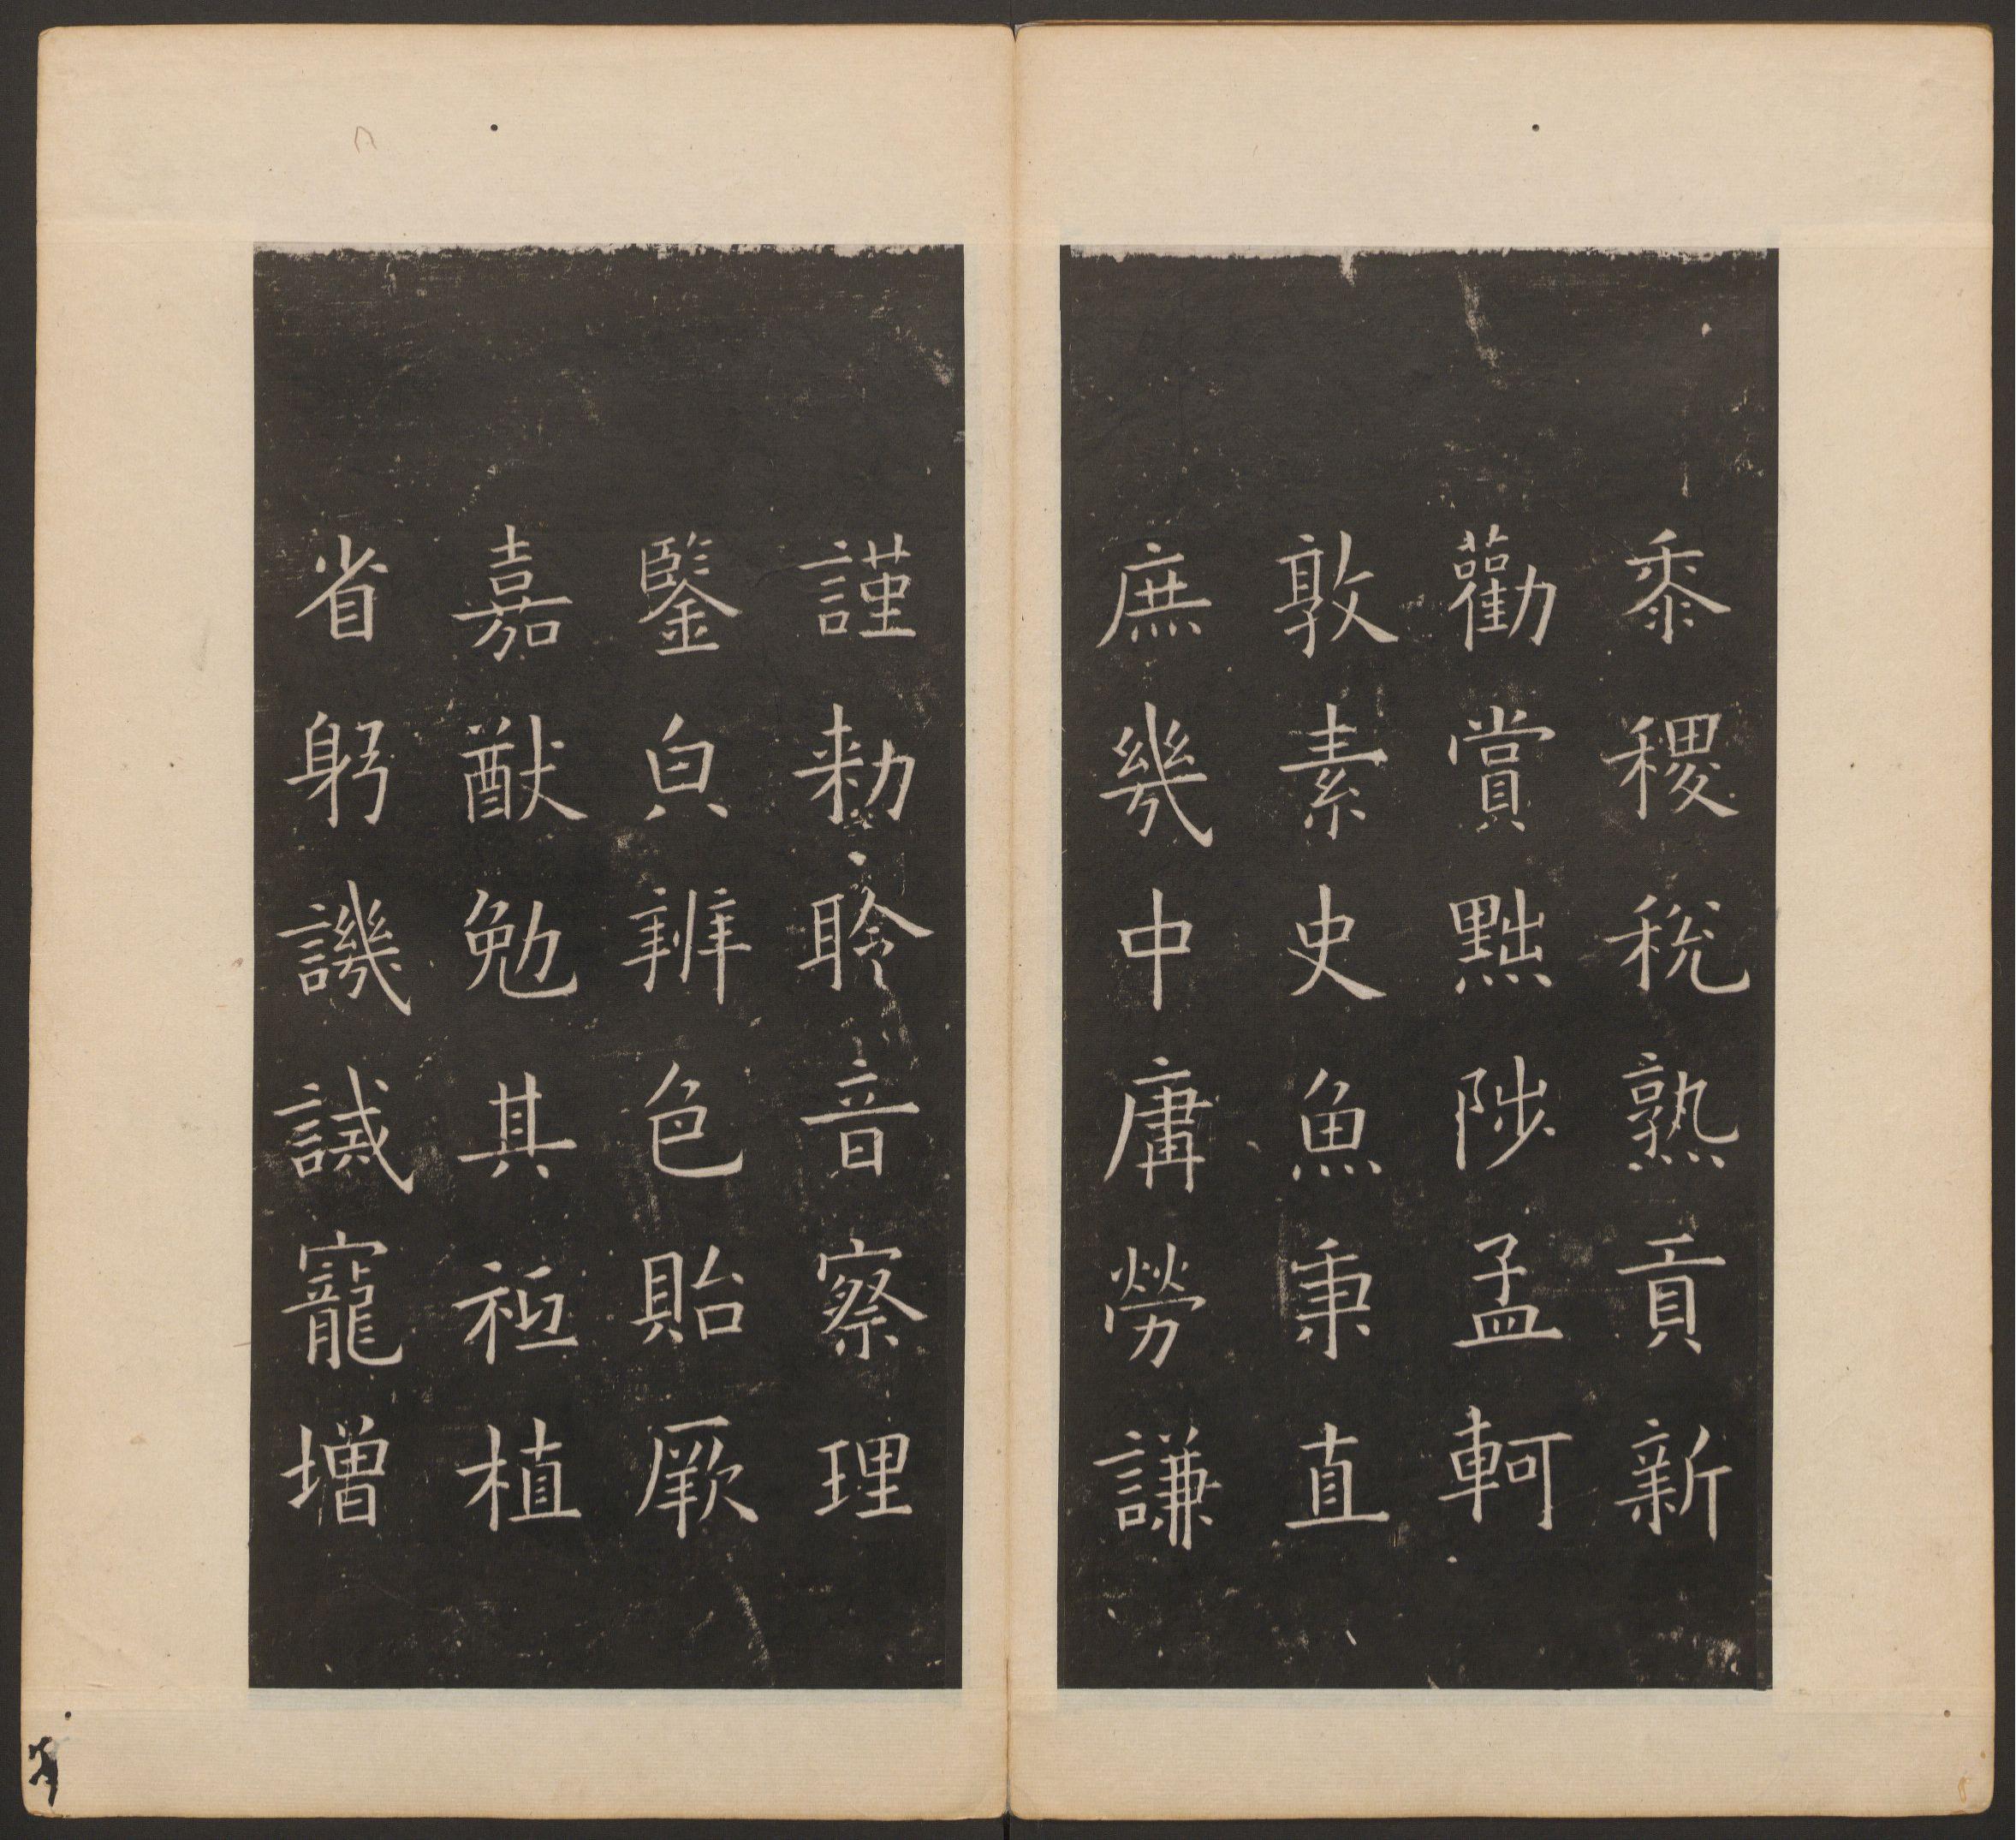 黍稷稅熟貢新
勸賞黜陟孟軻
敦素史魚秉直
庶幾中庸勞謙
謹勑聆音察理
鑒皃辨色貽厥
嘉猷勉其祗植
省躬譏誡寵增